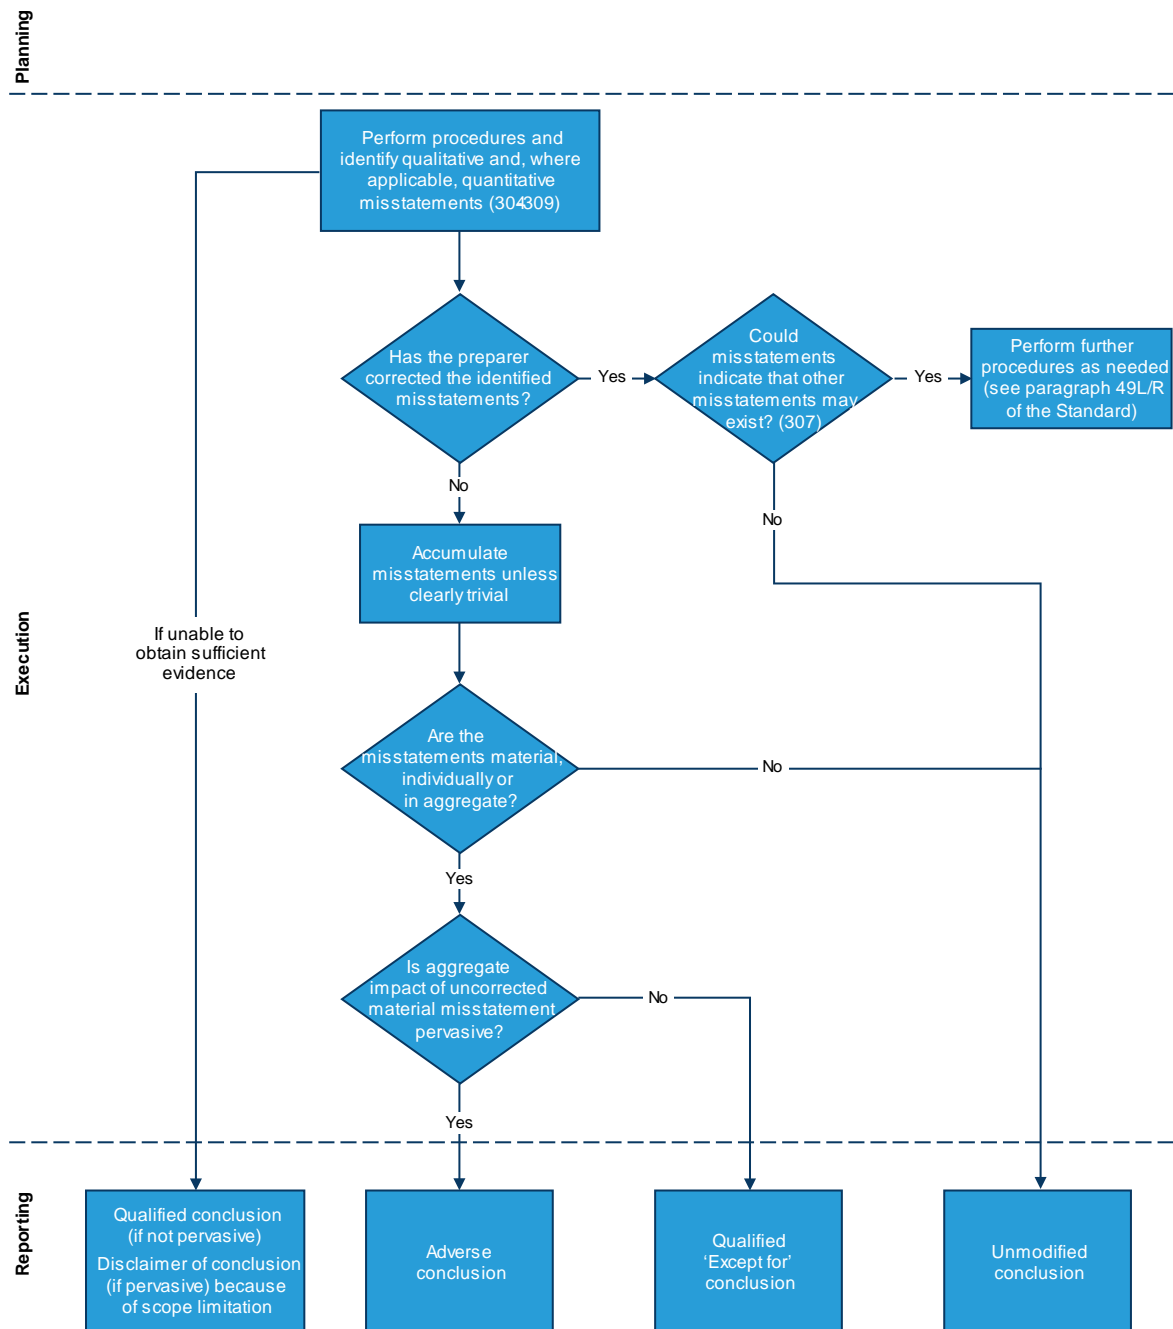 Planning
Perform procedures and
identify qualitative and, where
applicable, quantitative
misstatements (304-309)
Has the preparer
corrected the identified
misstatements?
Yes
Could
misstatements
indicate that other
misstatements may
exist? (307)
Yes
Perform further
procedures as needed
(see paragraph 49L/R
of the Standard)
No
No
Accumulate
misstatements unless
clearly trivial
Execution
If unable to
obtain sufficient
evidence
Are the
misstatements material,
individually or
in aggregate?
No
Yes
Is aggregate
impact of uncorrected
material misstatement
pervasive?
No
Yes
Reporting
Qualified conclusion
(if not pervasive)
Disclaimer of conclusion
(if pervasive) because
of scope limitation
Adverse
conclusion
Qualified
‘Except for’
conclusion
Unmodified
conclusion